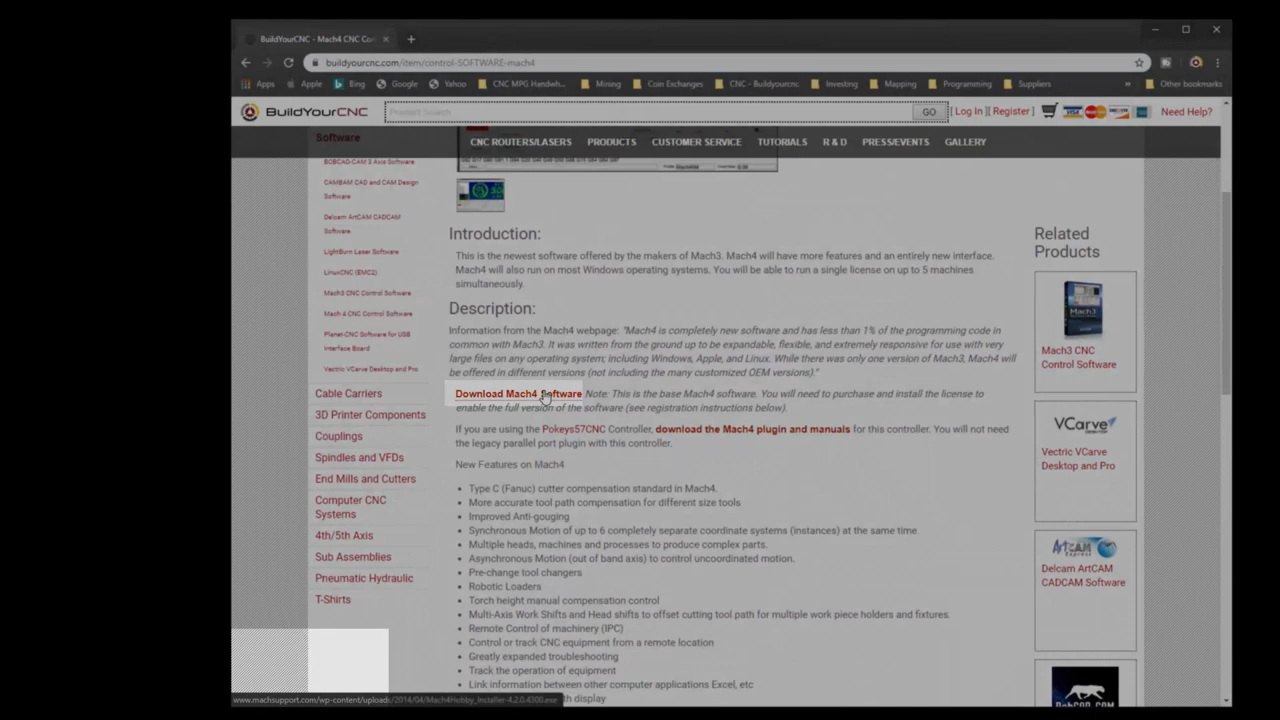 BuildYourCNC - Mach4 CNC Co
buildyourcnc.com/item/control-SOFTWARE-mach4
Apps Apple Bing Google Yahoo CNC MPG Handwh... Mining Coin Exchanges CNC - Buildyourcnc Investing Mapping Programming Suppliers » Other bookmarks
BuildYourCNC Product Search GO [ Log In ][ Register ] Need Help?
CNC ROUTERS/LASERS PRODUCTS CUSTOMER SERVICE TUTORIALS R & D PRESS/EVENTS GALLERY
Software
BOBCAD-CAM 3 Axis Software
CAMBAM CAD and CAM Design
Software
Delcam ArtCAM CADCAM
Software
LightBurn Laser Software
LinuxCNC (EMC2)
Mach3 CNC Control Software
Mach 4 CNC Control Software
Planet-CNC Software for USB
Interface Board
Vectric VCarve Desktop and Pro
Cable Carriers
3D Printer Components
Couplings
Spindles and VFDs
End Mills and Cutters
Computer CNC
Systems
4th/5th Axis
Sub Assemblies
Pneumatic Hydraulic
T-Shirts
Introduction:
This is the newest software offered by the makers of Mach3. Mach4 will have more features and an entirely new interface.
Mach4 will also run on most Windows operating systems. You will be able to run a single license on up to 5 machines
simultaneously.
Description:
Information from the Mach4 webpage: "Mach4 is completely new software and has less than 1% of the programming code in
common with Mach3. It was written from the ground up to be expandable, flexible, and extremely responsive for use with very
large files on any operating system; including Windows, Apple, and Linux. While there was only one version of Mach3, Mach4 will
be offered in different versions (not including the many customized OEM versions)."
Download Mach4 Software Note: This is the base Mach4 software. You will need to purchase and install the license to
enable the full version of the software (see registration instructions below).
If you are using the Pokeys57CNC Controller, download the Mach4 plugin and manuals for this controller. You will not need
the legacy parallel port plugin with this controller.
New Features on Mach4
• Type C (Fanuc) cutter compensation standard in Mach4.
• More accurate tool path compensation for different size tools
• Improved Anti-gouging
• Synchronous Motion of up to 6 completely separate coordinate systems (instances) at the same time.
• Multiple heads, machines and processes to produce complex parts.
• Asynchronous Motion (out of band axis) to control uncoordinated motion.
• Pre-change tool changers
• Robotic Loaders
• Torch height manual compensation control
• Multi-Axis Work Shifts and Head shifts to offset cutting tool path for multiple work piece holders and fixtures.
• Remote Control of machinery (IPC)
• Control or track CNC equipment from a remote location
• Greatly expanded troubleshooting
• Track the operation of equipment
• Link information between other computer applications Excel, etc
th display
Related
Products
Mach3
Mach3 CNC
Control Software
VCarve
Vectric VCarve
Desktop and Pro
ArtCAM
Delcam ArtCAM
CADCAM Software
www.machsupport.com/wp-content/uploads/2014/04/Mach4Hobby_Installer-4.2.0.4300.exe